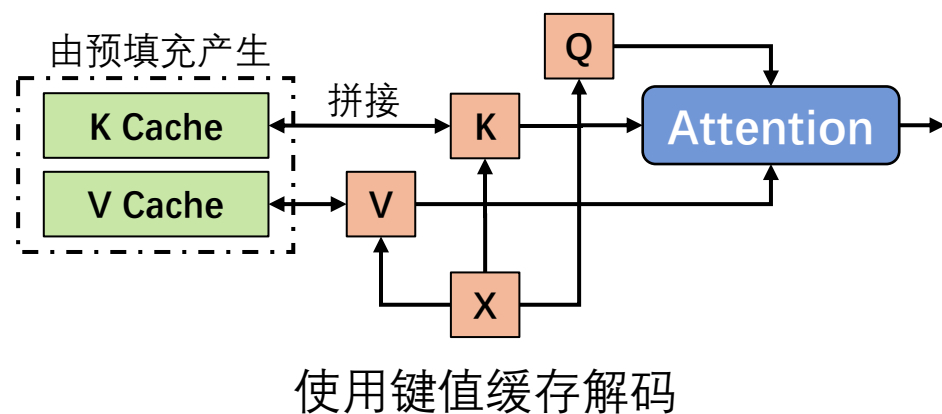 由预填充产生
K Cache
V Cache
拼接
K
V
Q
X
Attention
使用键值缓存解码